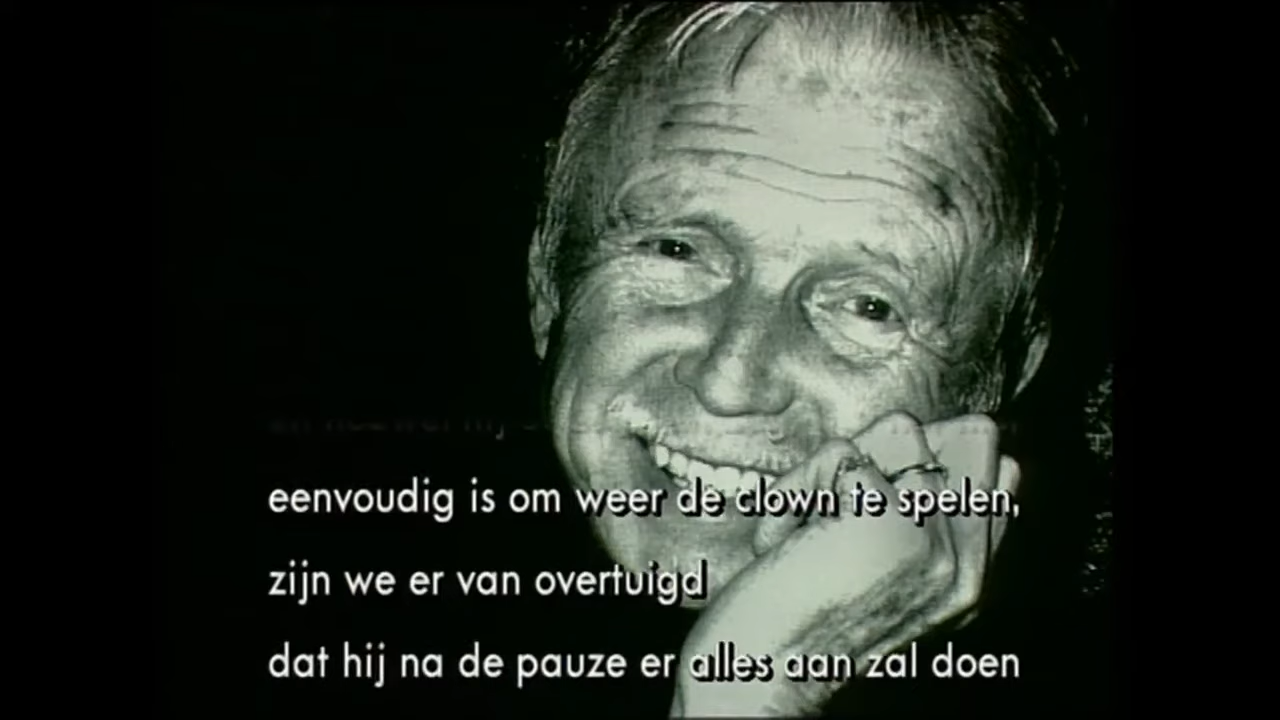 eenvoudig is om weer de clown te spelen,
zijn we er van overtuigd
dat hij na de pauze er alles aan zal doen